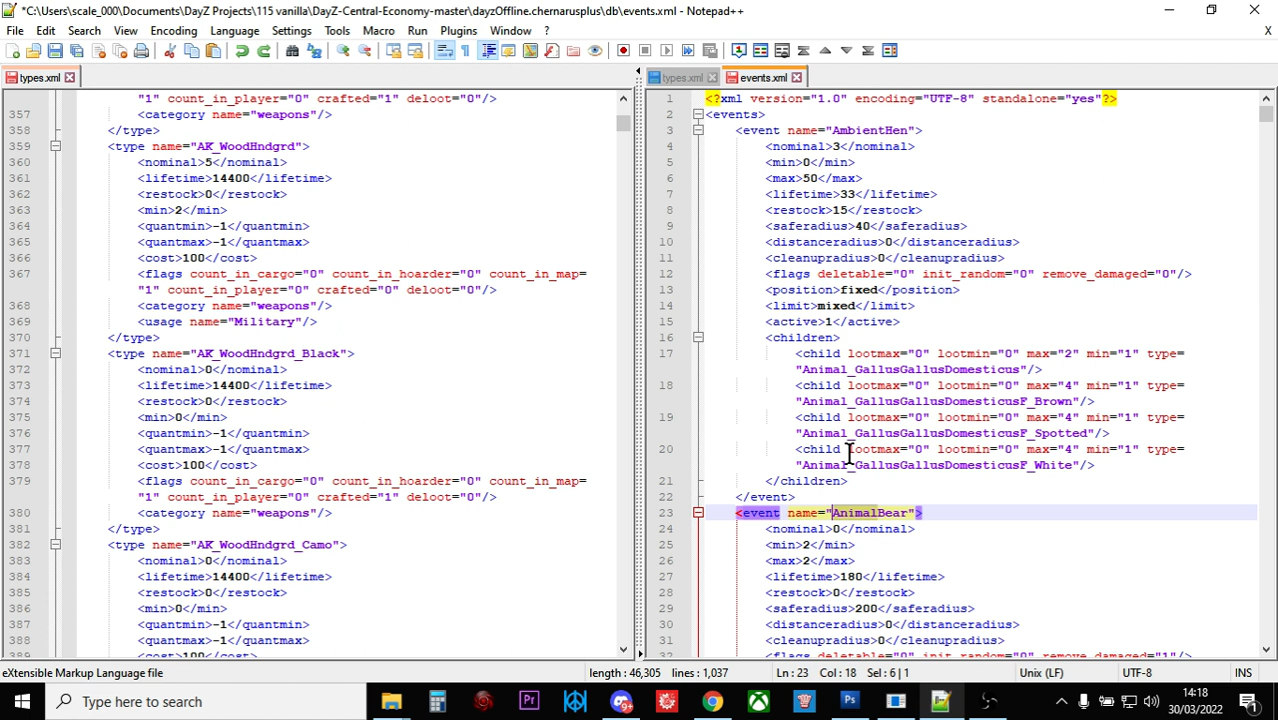 *C:\Users\scale_000\Documents\DayZ Projects\115 vanilla\DayZ-Central-Economy-master\dayzOffline.chernarusplus\db\events.xml - Notepad++
File Edit Search View Encoding Language Settings Tools Macro Run Plugins Window ? X
types.xml
"1" count_in_player="0" crafted="1" deloot="0"/>
357 <category name="weapons"/>
358 </type>
359 <type name="AK_WoodHndgrd">
360 <nominal>5</nominal>
361 <lifetime>14400</lifetime>
362 <restock>0</restock>
363 <min>2</min>
364 <quantmin>-1</quantmin>
365 <quantmax>-1</quantmax>
366 <cost>100</cost>
367 <flags count_in_cargo="0" count_in_hoarder="0" count_in_map=
"1" count_in_player="0" crafted="0" deloot="0"/>
368 <category name="weapons"/>
369 <usage name="Military"/>
370 </type>
371 <type name="AK_WoodHndgrd_Black">
372 <nominal>0</nominal>
373 <lifetime>14400</lifetime>
374 <restock>0</restock>
375 <min>0</min>
376 <quantmin>-1</quantmin>
377 <quantmax>-1</quantmax>
378 <cost>100</cost>
379 <flags count_in_cargo="0" count_in_hoarder="0" count_in_map=
"1" count_in_player="0" crafted="1" deloot="0"/>
380 <category name="weapons"/>
381 </type>
382 <type name="AK_WoodHndgrd_Camo">
383 <nominal>0</nominal>
384 <lifetime>14400</lifetime>
385 <restock>0</restock>
386 <min>0</min>
387 <quantmin>-1</quantmin>
388 <quantmax>-1</quantmax>
389 <cost>100</cost>
types.xml events.xml
1 <?xml version="1.0" encoding="UTF-8" standalone="yes"?>
2 <events>
3 <event name="AmbientHen">
4 <nominal>3</nominal>
5 <min>0</min>
6 <max>50</max>
7 <lifetime>33</lifetime>
8 <restock>15</restock>
9 <saferadius>40</saferadius>
10 <distanceradius>0</distanceradius>
11 <cleanupradius>0</cleanupradius>
12 <flags deletable="0" init_random="0" remove_damaged="0"/>
13 <position>fixed</position>
14 <limit>mixed</limit>
15 <active>1</active>
16 <children>
17 <child lootmax="0" lootmin="0" max="2" min="1" type=
"Animal_GallusGallusDomesticus"/>
18 <child lootmax="0" lootmin="0" max="4" min="1" type=
"Animal_GallusGallusDomesticusF_Brown"/>
19 <child lootmax="0" lootmin="0" max="4" min="1" type=
"Animal_GallusGallusDomesticusF_Spotted"/>
20 <child lootmax="0" lootmin="0" max="4" min="1" type=
"Animal_GallusGallusDomesticusF_White"/>
21 </children>
22 </event>
23 <event name="AnimalBear">
24 <nominal>0</nominal>
25 <min>2</min>
26 <max>2</max>
27 <lifetime>180</lifetime>
28 <restock>0</restock>
29 <saferadius>200</saferadius>
30 <distanceradius>0</distanceradius>
31 <cleanupradius>0</cleanupradius>
32 <flags deletable="0" init_random="0" remove_damaged="1"/>
eXtensible Markup Language file length : 46,305 lines : 1,037 Ln : 23 Col : 18 Sel : 6 | 1 Unix (LF) UTF-8 INS
Type here to search
14:18
30/03/2022